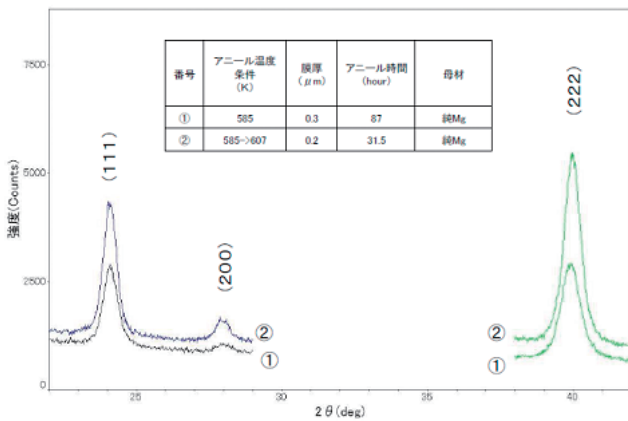 7500
5000
2500
0
強度(Counts)
番号 アニール温度条件(K) 膜厚(μm) アニール時間(hour) 母材
① 585 0.3 87 純Mg
② 585->607 0.2 31.5 純Mg
(111)
(200)
(222)
②
①
②
①
25 30 35 40
2θ(deg)